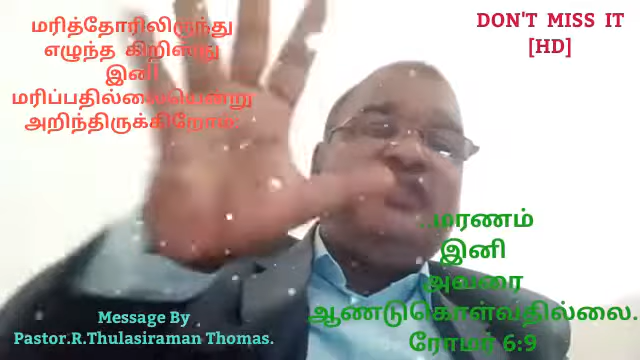 மரித்தோரிலிருந்து
எழுந்த கிறிஸ்து
இனி
மரிப்பதில்லையென்று
அறிந்திருக்கிறோம்.
DON'T MISS IT
[HD]
..மரணம்
இனி
அவரை
ஆண்டுகொள்வதில்லை.
ரோமர் 6:9
Message By
Pastor.R.Thulasiraman Thomas.